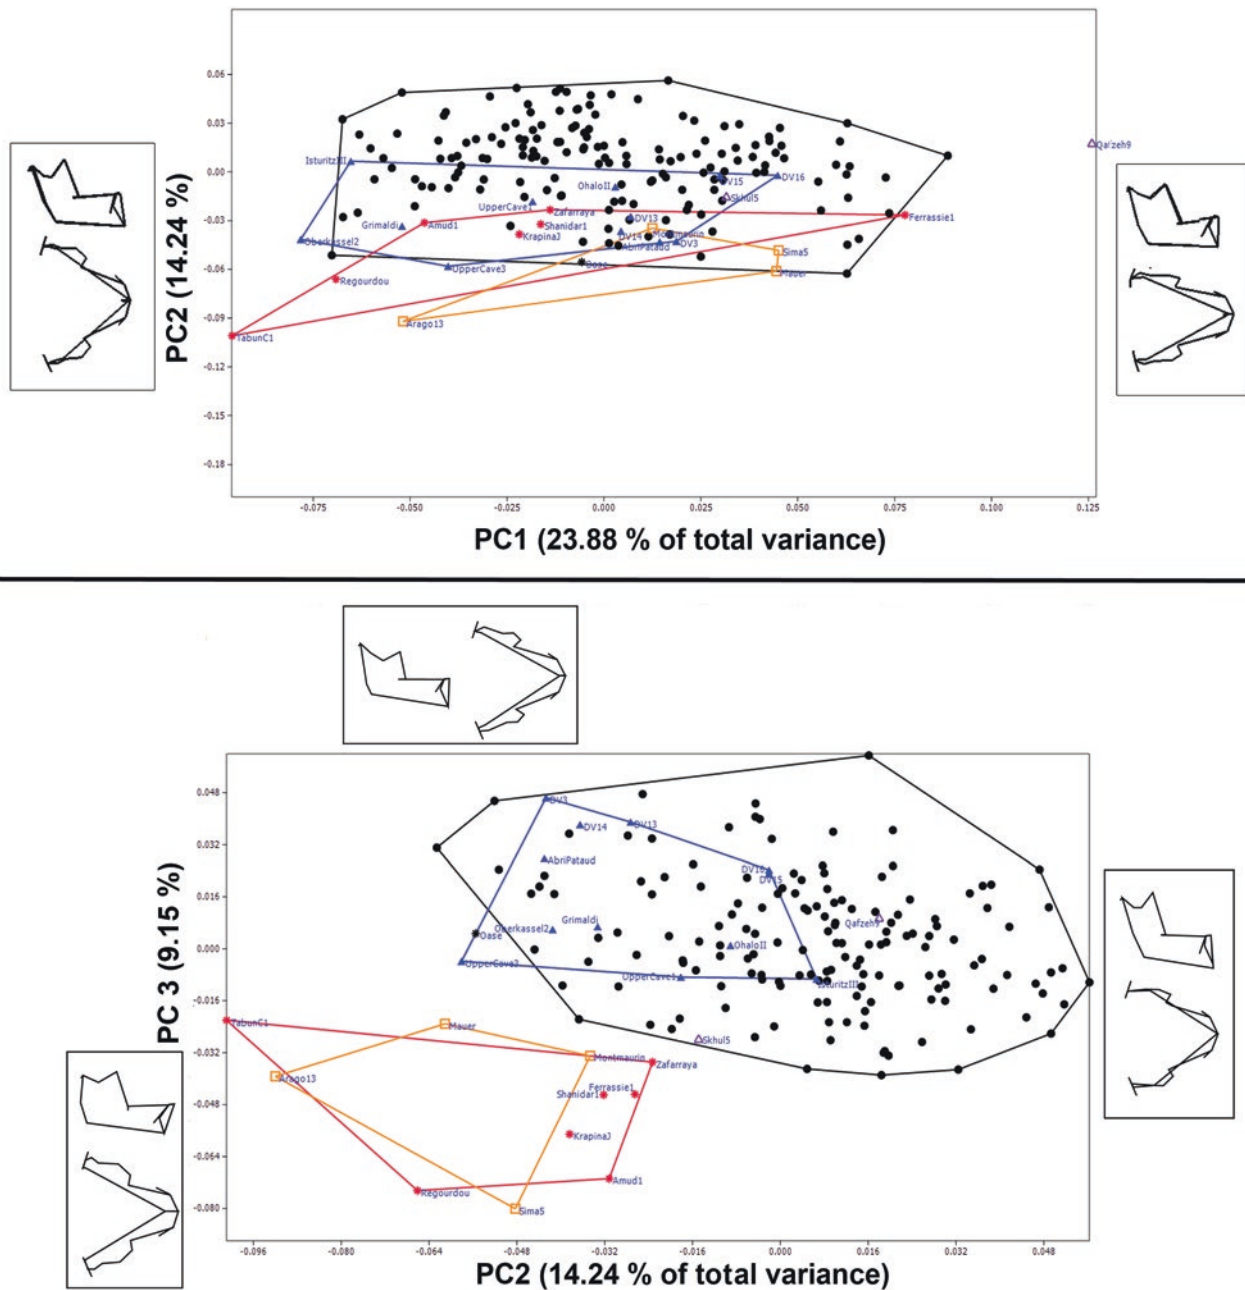 0.06
0.03
0.00
-0.03
-0.06
-0.09
-0.12
-0.15
-0.18
PC2 (14.24 %)
IsturitzIII
Qafzeh9
OhaloII
DV15
DV16
Skhul5
UpperCave1
Zafarraya
DV13
Ferrassie1
Grimaldi
Amud1
Shanidar1
Montmaurin
KrapinaJ
DV14
Oberkassel2
AbriPataud
DV3
Sima5
UpperCave3
Oase
Mauer
Regourdou
Arago13
TabunC1
-0.075
-0.050
-0.025
0.000
0.025
0.050
0.075
0.100
0.125
PC1 (23.88 % of total variance)
0.048
0.032
0.016
0.000
-0.016
-0.032
-0.048
-0.064
-0.080
PC 3 (9.15 %)
DV3
DV14
DV13
AbriPataud
DV16
DV15
Grimaldi
Oberkassel2
Qafzeh9
Oase
OhaloII
UpperCave3
UpperCave1
IsturitzIII
TabunC1
Mauer
Skhul5
Montmaurin
Zafarraya
Arago13
Ferrassie1
Shanidar1
KrapinaJ
Amud1
Regourdou
Sima5
-0.096
-0.080
-0.064
-0.048
-0.032
-0.016
0.000
0.016
0.032
0.048
PC2 (14.24 % of total variance)